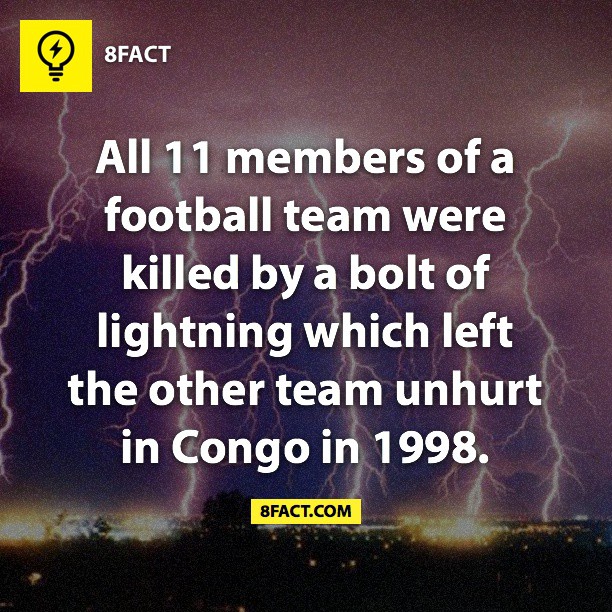 8FACT
All 11 members of a
football team were
killed by a bolt of
lightning which left
the other team unhurt
in Congo in 1998.
8FACT.COM